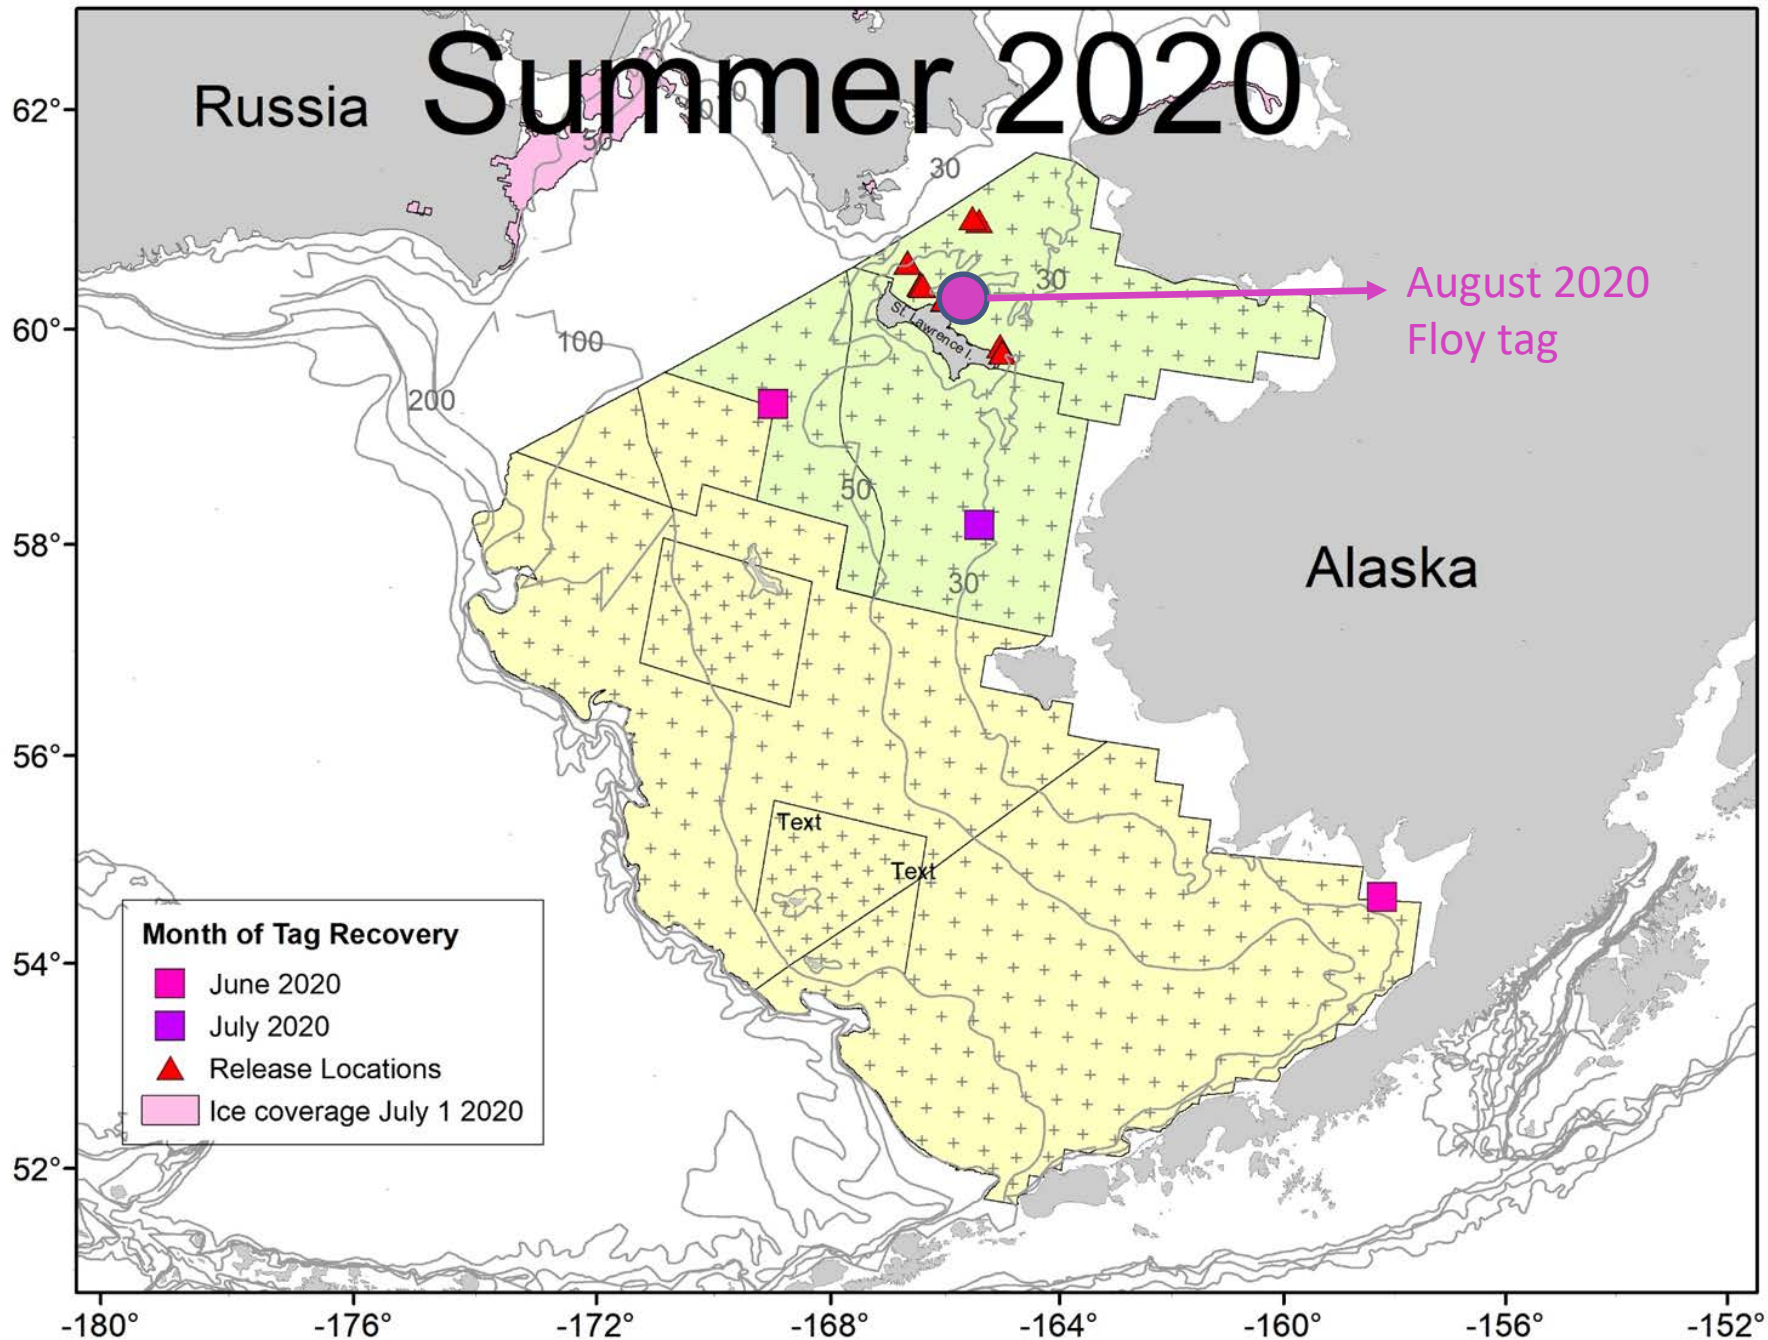 Summer 2020
Russia
30
50
30
62°
30
August 2020
Floy tag
St. Lawrence I.
60°
100
200
50
58°
30
Alaska
56°
Text
Text
54°
Month of Tag Recovery
June 2020
July 2020
Release Locations
Ice coverage July 1 2020
52°
-180°
-176°
-172°
-168°
-164°
-160°
-156°
-152°